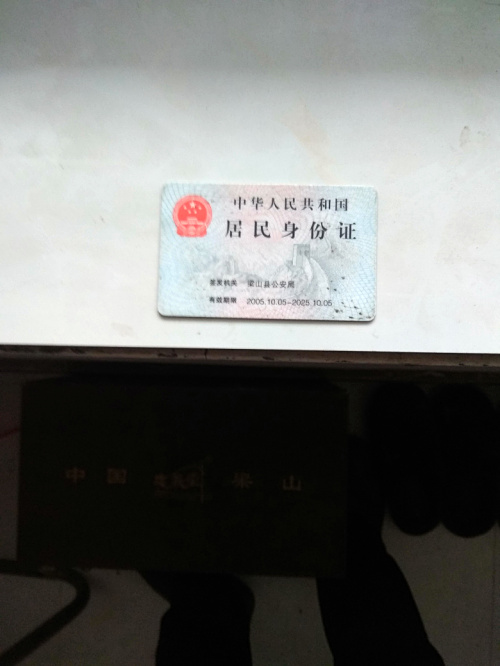 中华人民共和国
居民身份证
签发机关 梁山县公安局
有效期限 2005.10.05-2025.10.05
中国 梁山